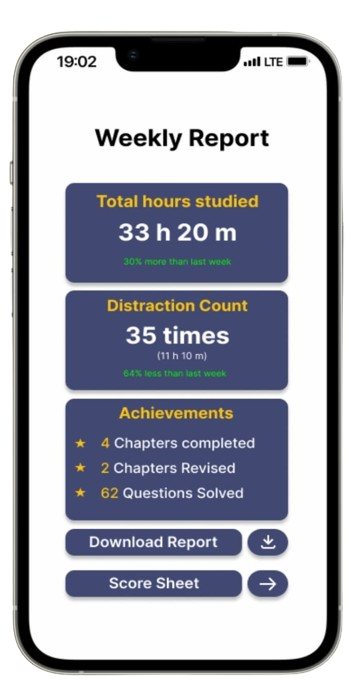 19:02 LTE
Weekly Report
Total hours studied
33 h 20 m
30% more than last week
Distraction Count
35 times
(11 h 10 m)
64% less than last week
Achievements
★ 4 Chapters completed
★ 2 Chapters Revised
★ 62 Questions Solved
Download Report
Score Sheet